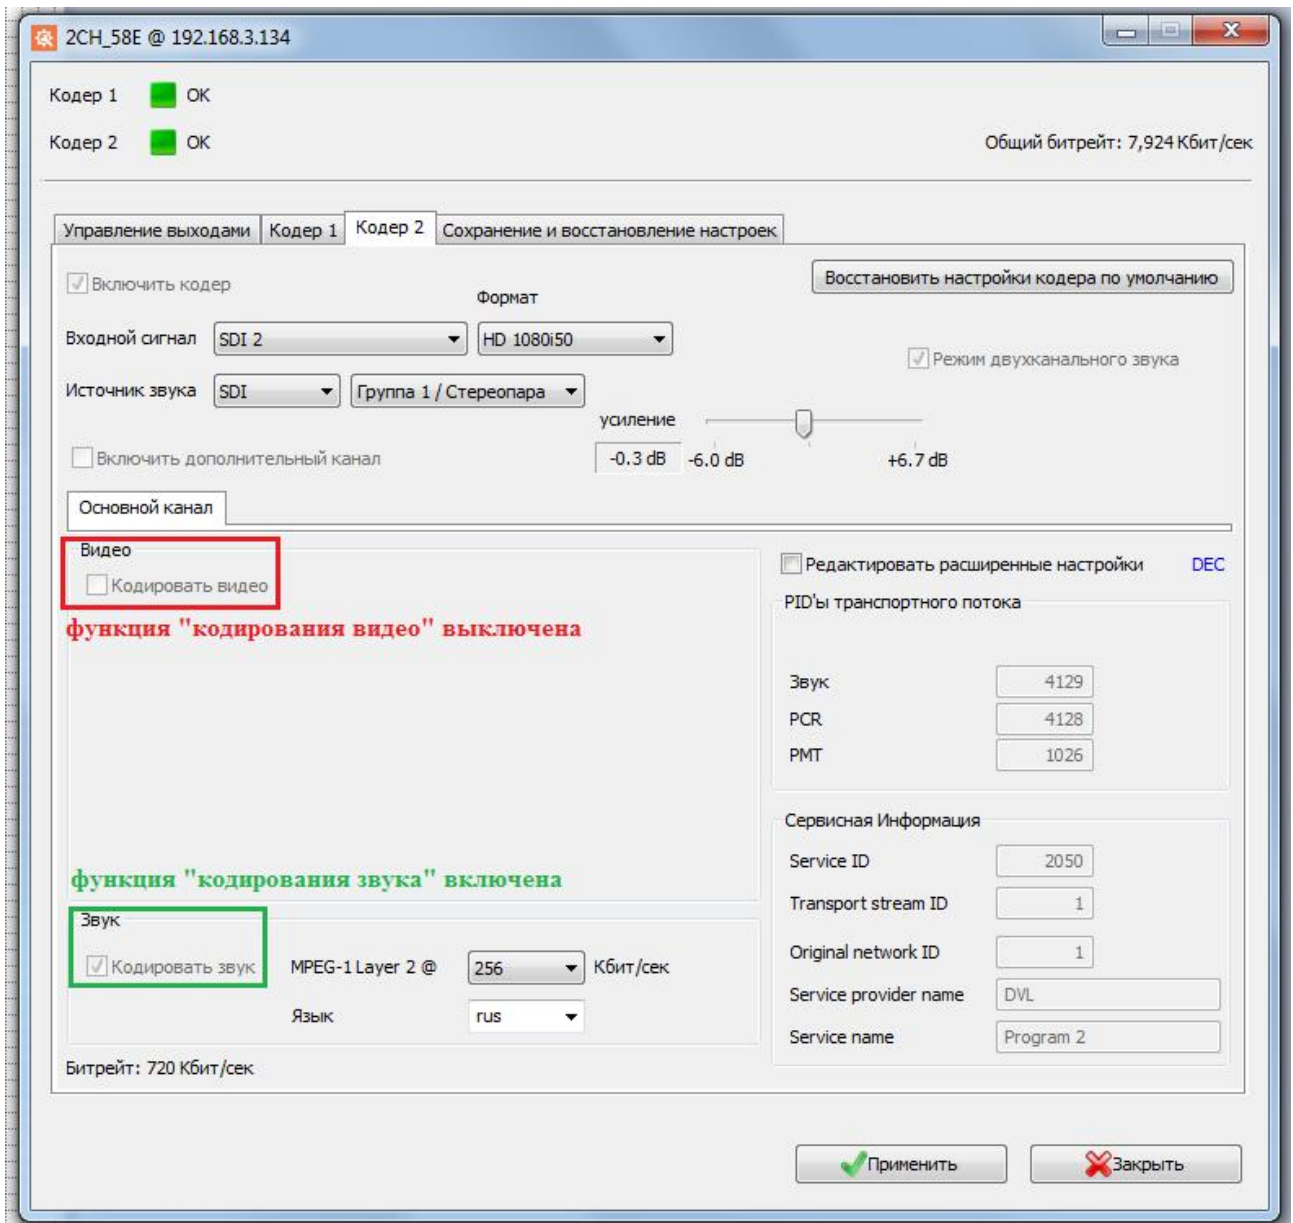 2CH_58E @ 192.168.3.134
Кодер 1 OK
Кодер 2 OK
Общий битрейт: 7,924 Кбит/сек
Управление выходами Кодер 1 Кодер 2 Сохранение и восстановление настроек
Включить кодер
Восстановить настройки кодера по умолчанию
Формат
Входной сигнал SDI 2 HD 1080i50
Режим двухканального звука
Источник звука SDI Группа 1 / Стереопара
усиление
Включить дополнительный канал
-0.3 dB -6.0 dB +6.7 dB
Основной канал
Видео
Кодировать видео
функция "кодирования видео" выключена
Редактировать расширенные настройки DEC
PID'ы транспортного потока
Звук 4129
PCR 4128
PMT 1026
Сервисная Информация
Service ID 2050
Transport stream ID 1
Original network ID 1
Service provider name DVL
Service name Program 2
функция "кодирования звука" включена
Звук
Кодировать звук MPEG-1 Layer 2 @ 256 Кбит/сек
Язык rus
Битрейт: 720 Кбит/сек
Применить Закрыть